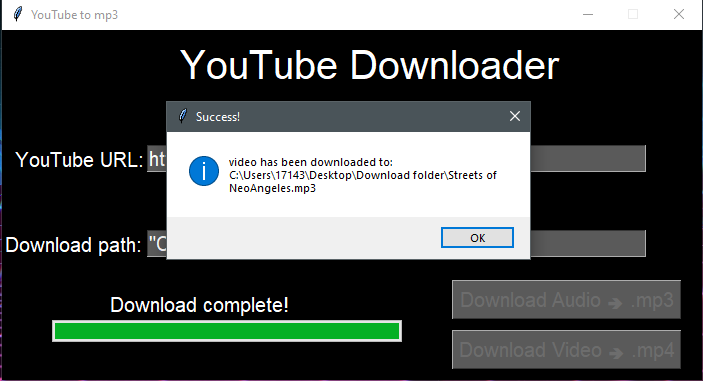 YouTube to mp3
YouTube Downloader
Success!
YouTube URL: ht
video has been downloaded to:
C:\Users\17143\Desktop\Download folder\Streets of
NeoAngeles.mp3
OK
Download path: "C
Download complete!
Download Audio ➔ .mp3
Download Video ➔ .mp4